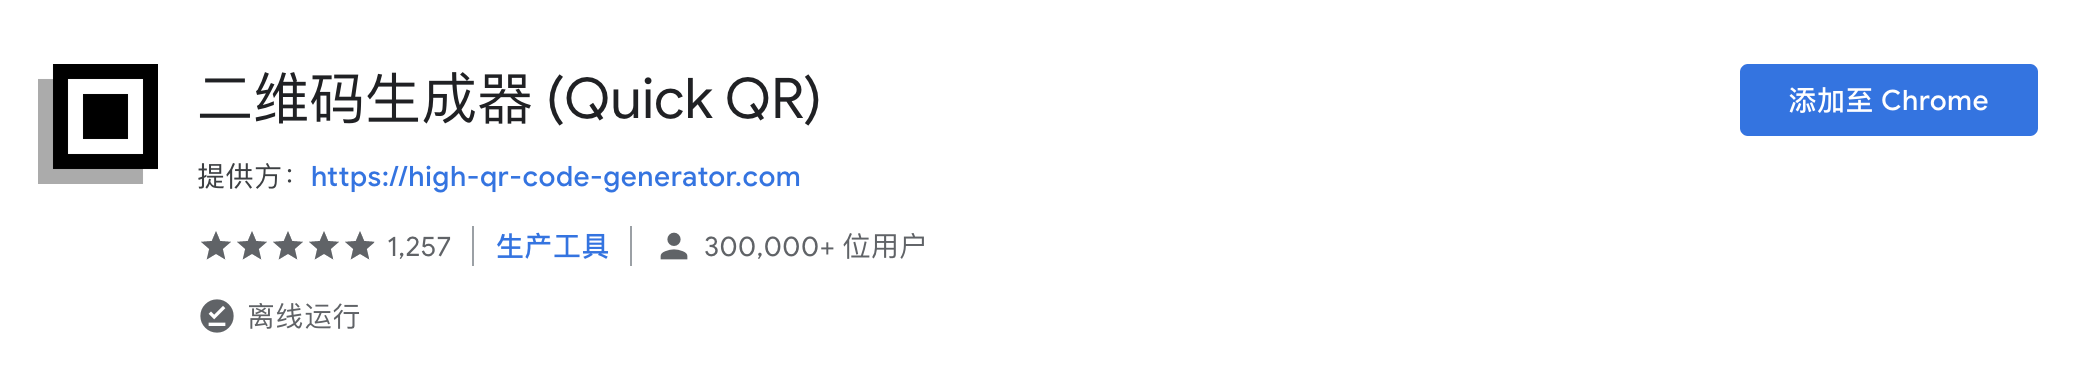 二维码生成器 (Quick QR)
添加至 Chrome
提供方：https://high-qr-code-generator.com
1,257 生产工具 300,000+ 位用户
离线运行